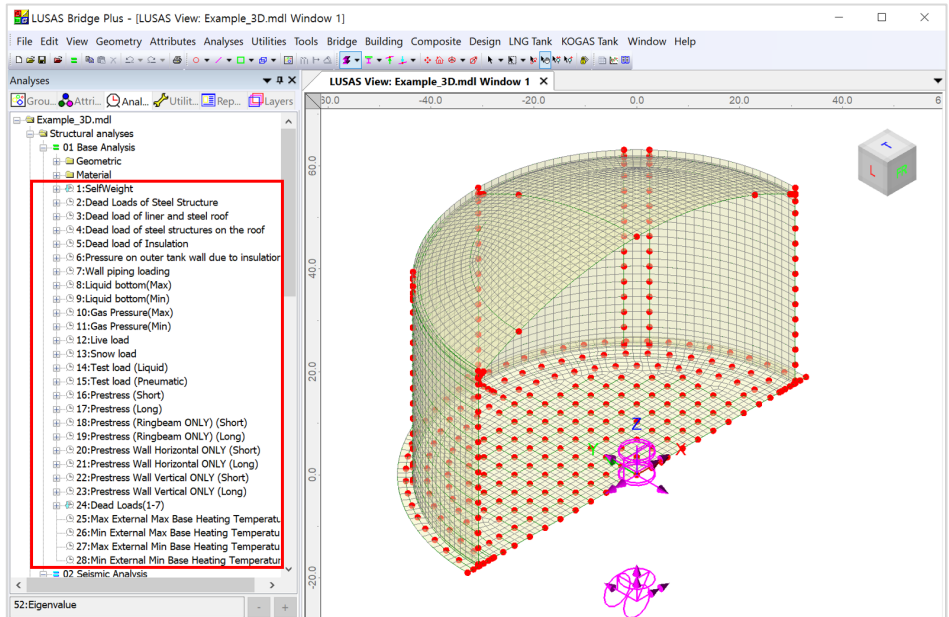 LUSAS Bridge Plus - [LUSAS View: Example_3D.mdl Window 1]
File Edit View Geometry Attributes Analyses Utilities Tools Bridge Building Composite Design LNG Tank KOGAS Tank Window Help
Analyses
LUSAS View: Example_3D.mdl Window 1
Grou... Attri... Anal... Utilit... Rep... Layers
-40.0 -20.0 0.0 20.0 40.0 6
Example_3D.mdl
Structural analyses
01 Base Analysis
Geometric
Material
1:SelfWeight
2:Dead Loads of Steel Structure
3:Dead load of liner and steel roof
4:Dead load of steel structures on the roof
5:Dead load of Insulation
6:Pressure on outer tank wall due to insulation
7:Wall piping loading
8:Liquid bottom(Max)
9:Liquid bottom(Min)
10:Gas Pressure(Max)
11:Gas Pressure(Min)
12:Live load
13:Snow load
14:Test load (Liquid)
15:Test load (Pneumatic)
16:Prestress (Short)
17:Prestress (Long)
18:Prestress (Ringbeam ONLY) (Short)
19:Prestress (Ringbeam ONLY) (Long)
20:Prestress Wall Horizontal ONLY (Short)
21:Prestress Wall Horizontal ONLY (Long)
22:Prestress Wall Vertical ONLY (Short)
23:Prestress Wall Vertical ONLY (Long)
24:Dead Loads(1-7)
25:Max External Max Base Heating Temperatu
26:Min External Max Base Heating Temperatu
27:Max External Min Base Heating Temperatu
28:Min External Min Base Heating Temperatur
02 Seismic Analysis
52:Eigenvalue
60.0
40.0
20.0
0.0
-20.0
T
L
Z
Y
X